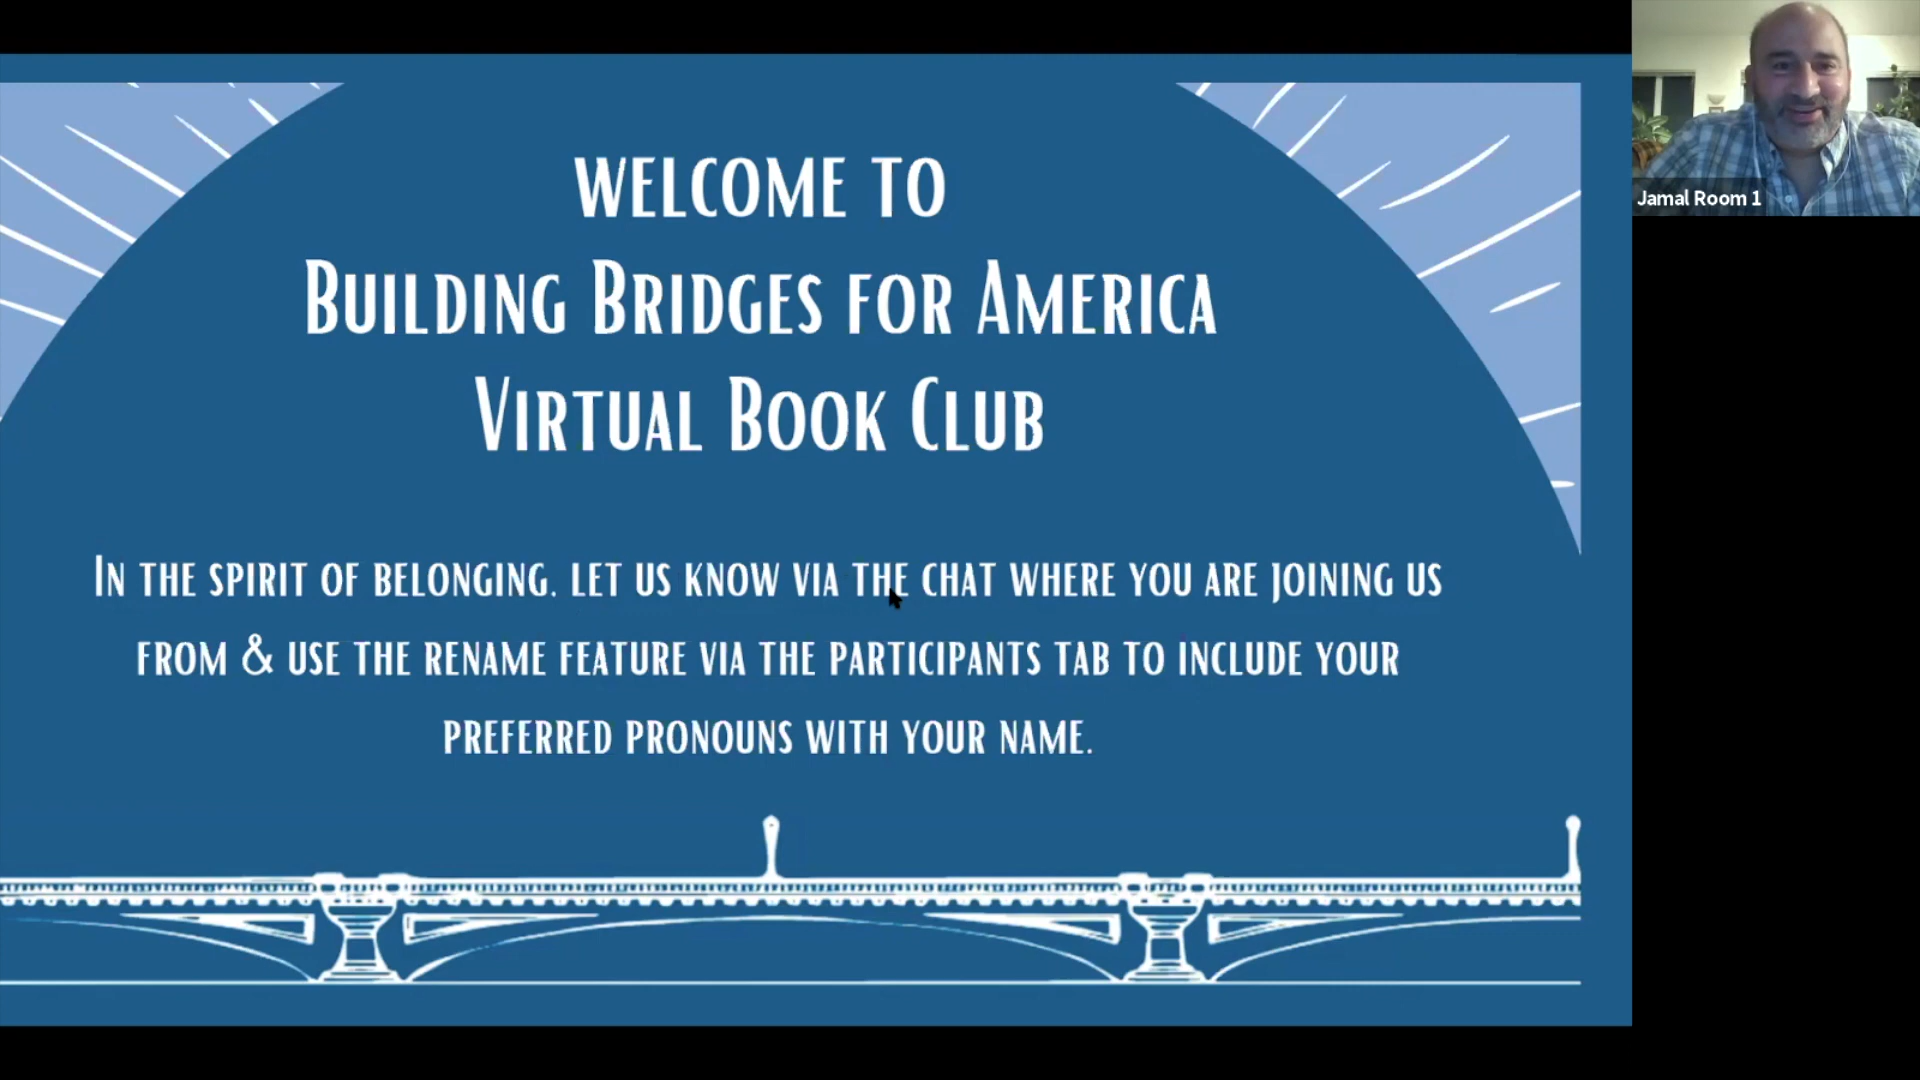 WELCOME TO
BUILDING BRIDGES FOR AMERICA
VIRTUAL BOOK CLUB
IN THE SPIRIT OF BELONGING, LET US KNOW VIA THE CHAT WHERE YOU ARE JOINING US
FROM & USE THE RENAME FEATURE VIA THE PARTICIPANTS TAB TO INCLUDE YOUR
PREFERRED PRONOUNS WITH YOUR NAME.
Jamal Room 1